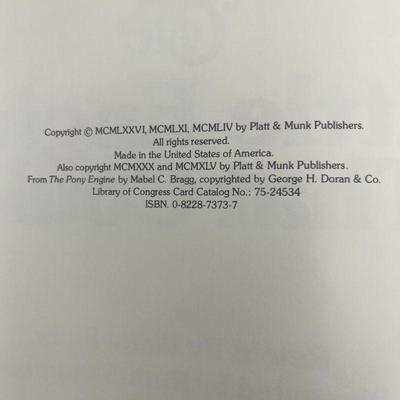 Copyright © MCMLXXVI, MCMLXI, MCMLIV by Platt & Munk Publishers.
All rights reserved.
Made in the United States of America.
Also copyright MCMXXX and MCMXLV by Platt & Munk Publishers.
From The Pony Engine by Mabel C. Bragg, copyrighted by George H. Doran & Co.
Library of Congress Card Catalog No.: 75-24534
ISBN. 0-8228-7373-7